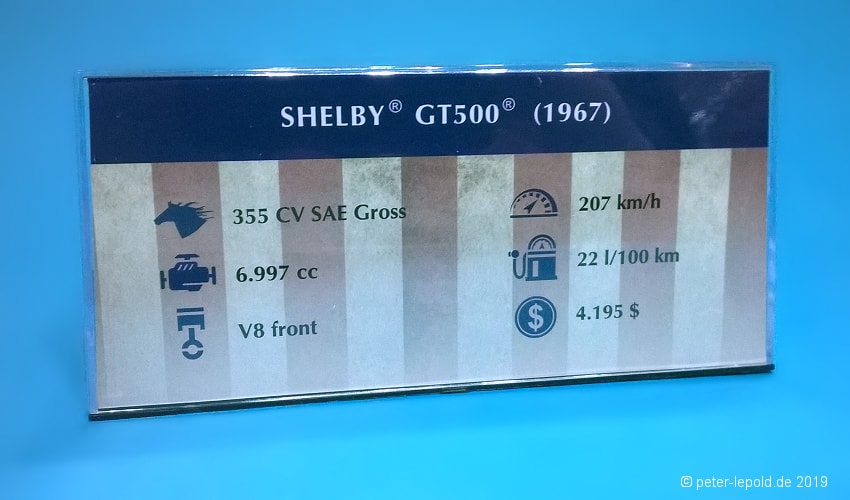 SHELBY® GT500® (1967)
355 CV SAE Gross
6.997 cc
V8 front
207 km/h
22 l/100 km
4.195 $
© peter-lepold.de 2019